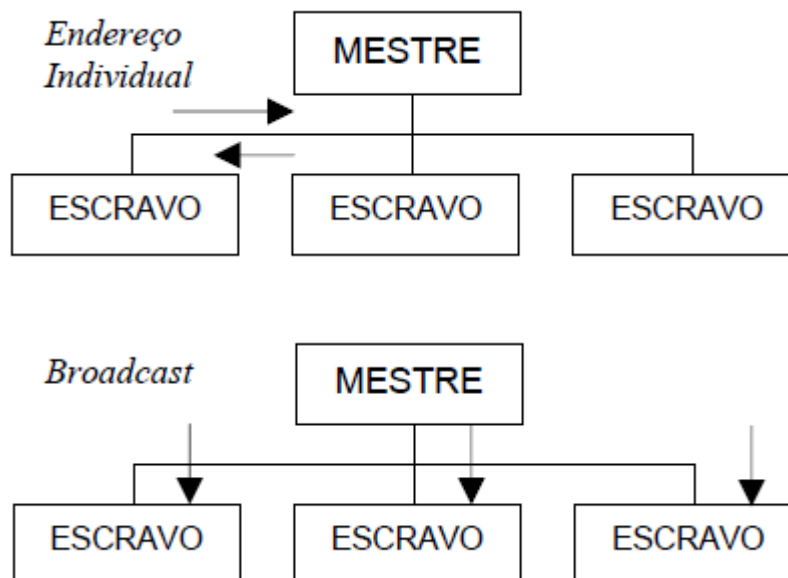 Endereço
Individual
MESTRE
ESCRAVO
ESCRAVO
ESCRAVO
Broadcast
MESTRE
ESCRAVO
ESCRAVO
ESCRAVO